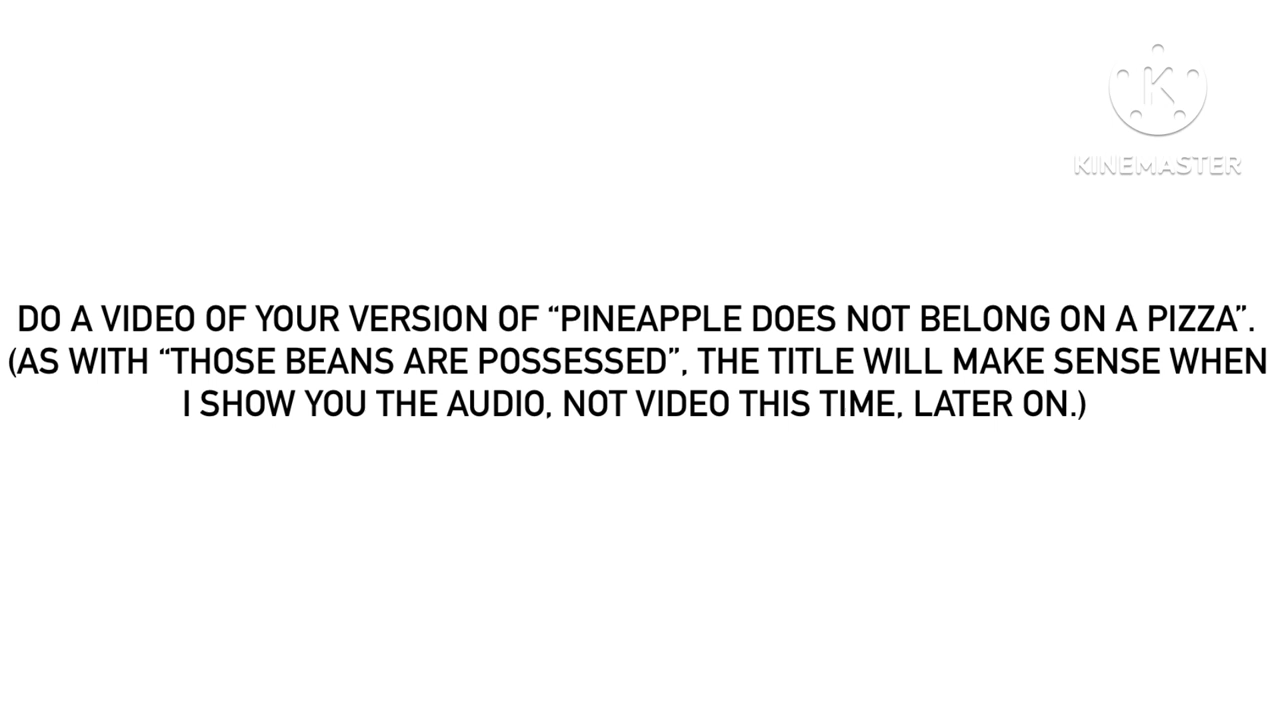 KINEMASTER
DO A VIDEO OF YOUR VERSION OF “PINEAPPLE DOES NOT BELONG ON A PIZZA”.
(AS WITH “THOSE BEANS ARE POSSESSED”, THE TITLE WILL MAKE SENSE WHEN
I SHOW YOU THE AUDIO, NOT VIDEO THIS TIME, LATER ON.)